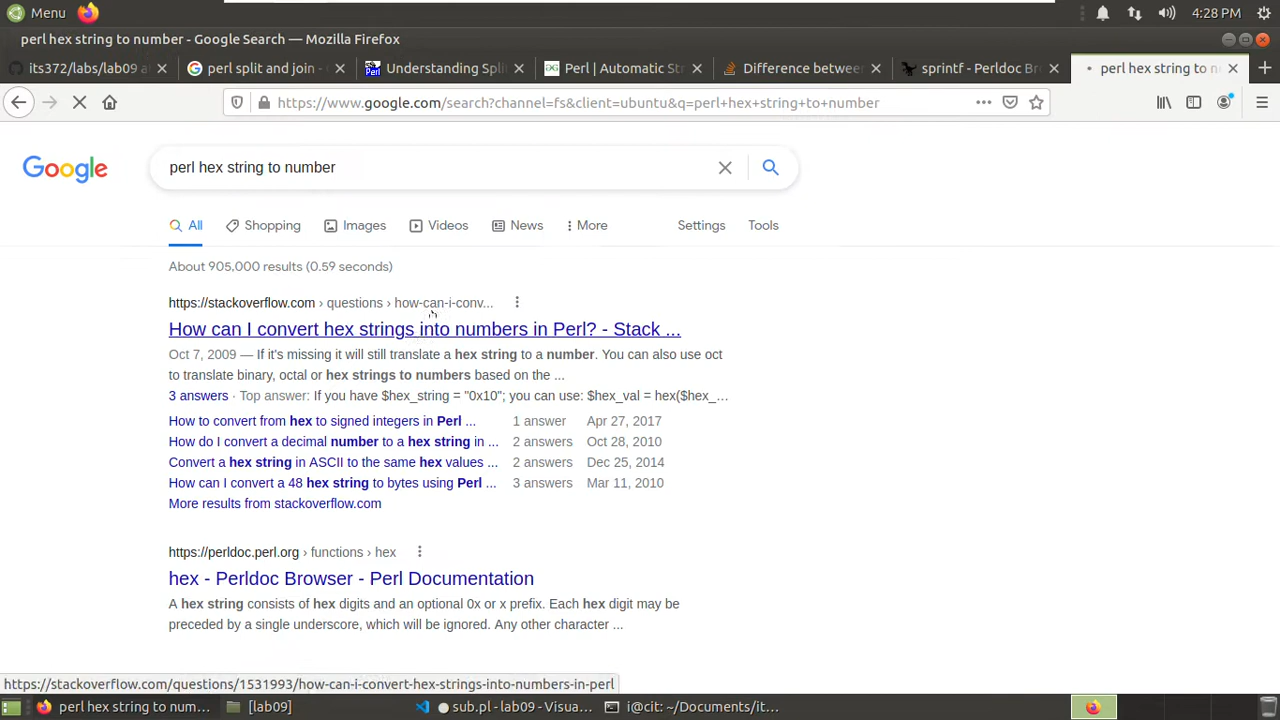 Menu
4:28 PM
perl hex string to number - Google Search — Mozilla Firefox
its372/labs/lab09 a
perl split and join -
Understanding Spl
Perl | Automatic St
Difference betwee
sprintf - Perldoc Br
perl hex string to n
https://www.google.com/search?channel=fs&client=ubuntu&q=perl+hex+string+to+number
Google
perl hex string to number
All
Shopping
Images
Videos
News
More
Settings
Tools
About 905,000 results (0.59 seconds)
https://stackoverflow.com › questions › how-can-i-conv...
How can I convert hex strings into numbers in Perl? - Stack ...
Oct 7, 2009 — If it's missing it will still translate a hex string to a number. You can also use oct
to translate binary, octal or hex strings to numbers based on the ...
3 answers · Top answer: If you have $hex_string = "0x10"; you can use: $hex_val = hex($hex_...
How to convert from hex to signed integers in Perl ... 1 answer Apr 27, 2017
How do I convert a decimal number to a hex string in ... 2 answers Oct 28, 2010
Convert a hex string in ASCII to the same hex values ... 2 answers Dec 25, 2014
How can I convert a 48 hex string to bytes using Perl ... 3 answers Mar 11, 2010
More results from stackoverflow.com
https://perldoc.perl.org › functions › hex
hex - Perldoc Browser - Perl Documentation
A hex string consists of hex digits and an optional 0x or x prefix. Each hex digit may be
preceded by a single underscore, which will be ignored. Any other character ...
https://stackoverflow.com/questions/1531993/how-can-i-convert-hex-strings-into-numbers-in-perl
perl hex string to num...
[lab09]
sub.pl - lab09 - Visua...
i@cit: ~/Documents/it...